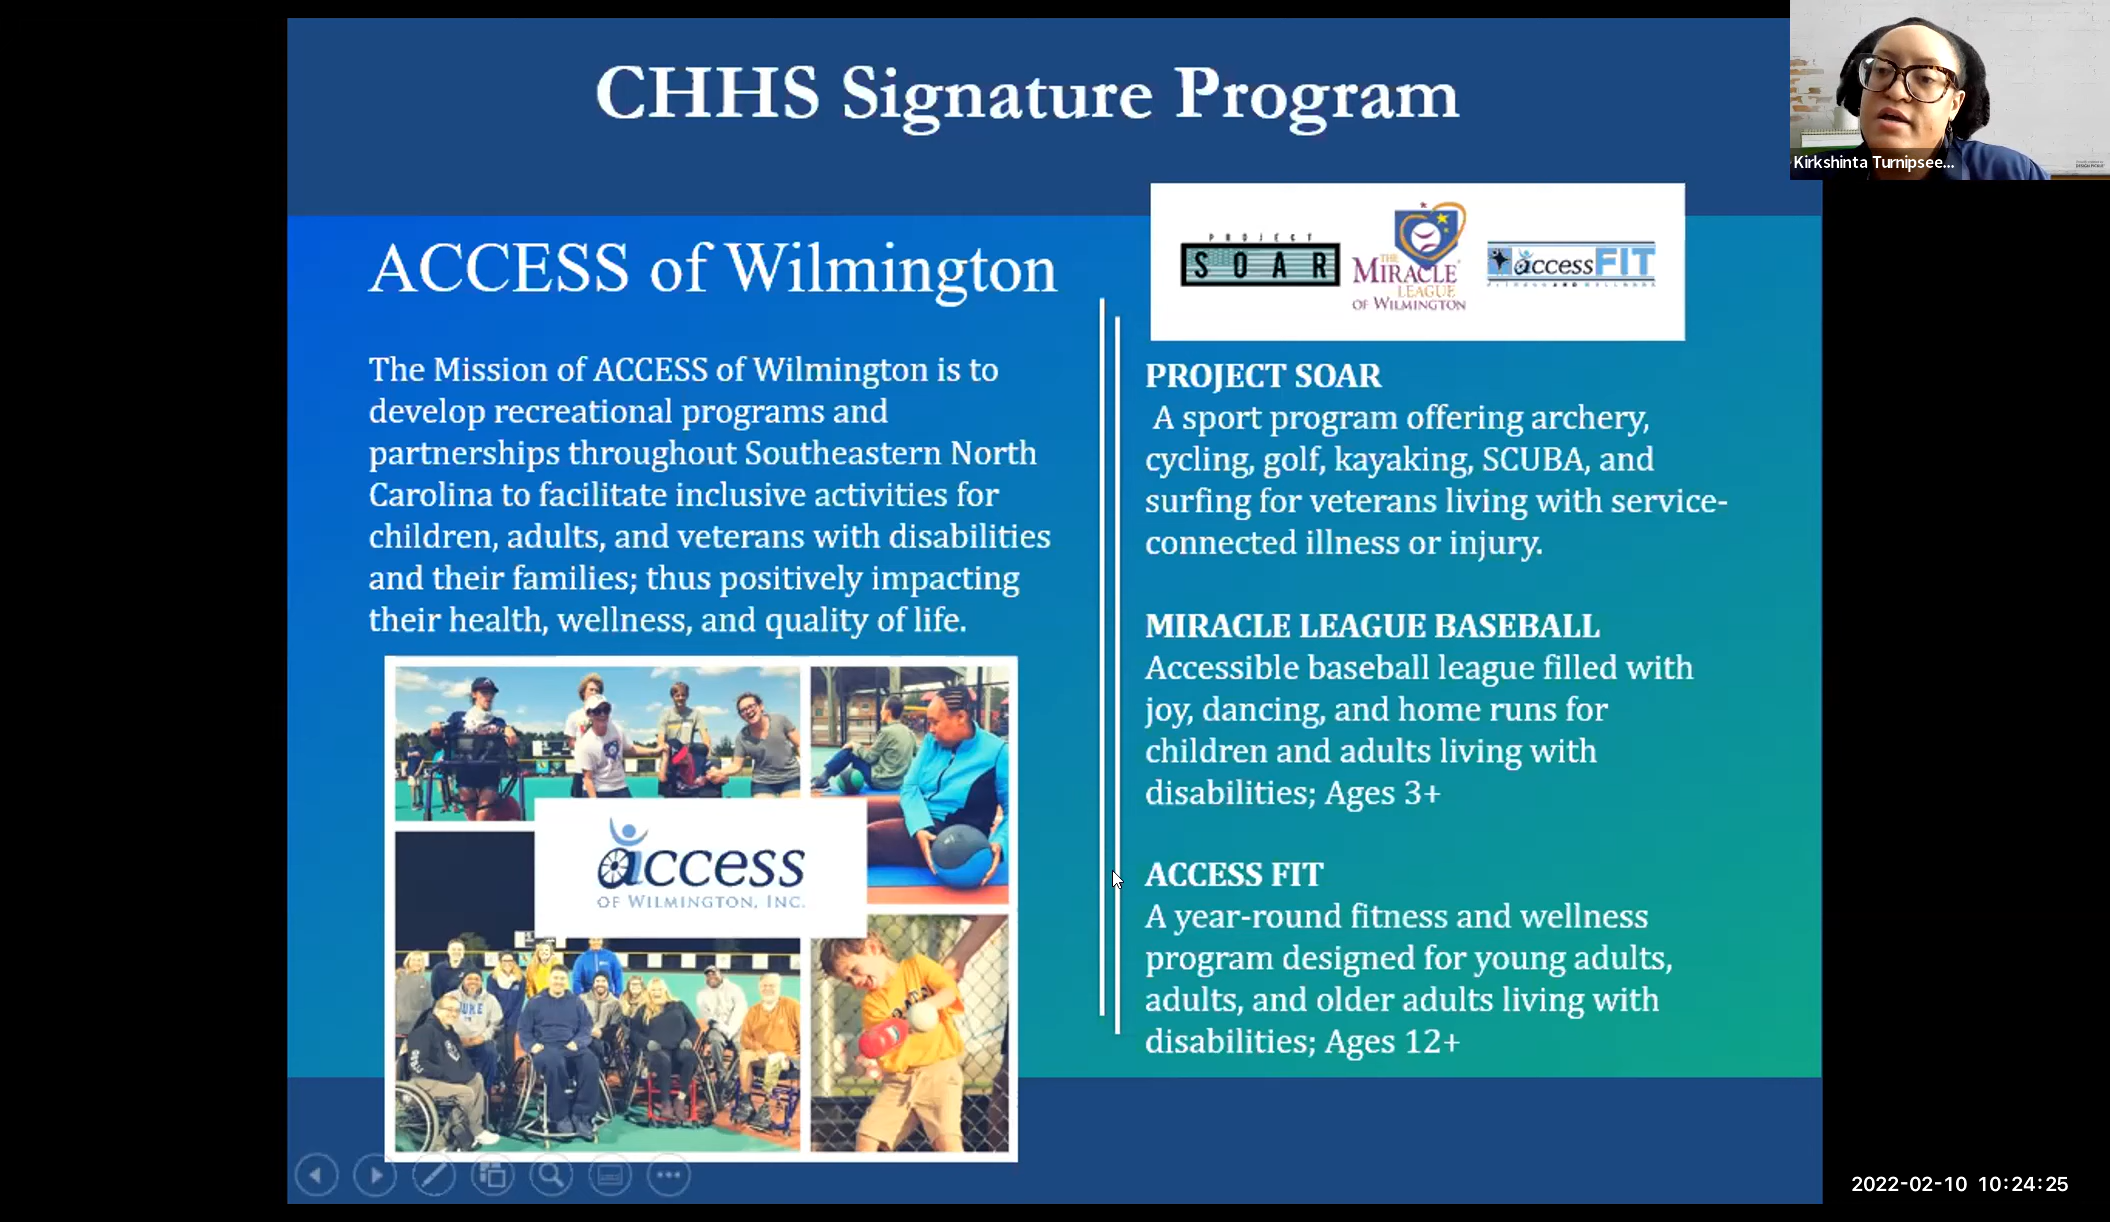 CHHS Signature Program
Kirkshinta Turnipsee...
ACCESS of Wilmington
The Mission of ACCESS of Wilmington is to
develop recreational programs and
partnerships throughout Southeastern North
Carolina to facilitate inclusive activities for
children, adults, and veterans with disabilities
and their families; thus positively impacting
their health, wellness, and quality of life.
access
OF WILMINGTON, INC.
DUKE
PROJECT
SOAR
THE
MIRACLE
LEAGUE
OF WILMINGTON
accessFIT
FITNESS AND WELLNESS
PROJECT SOAR
A sport program offering archery,
cycling, golf, kayaking, SCUBA, and
surfing for veterans living with service-
connected illness or injury.
MIRACLE LEAGUE BASEBALL
Accessible baseball league filled with
joy, dancing, and home runs for
children and adults living with
disabilities; Ages 3+
ACCESS FIT
A year-round fitness and wellness
program designed for young adults,
adults, and older adults living with
disabilities; Ages 12+
2022-02-10 10:24:25